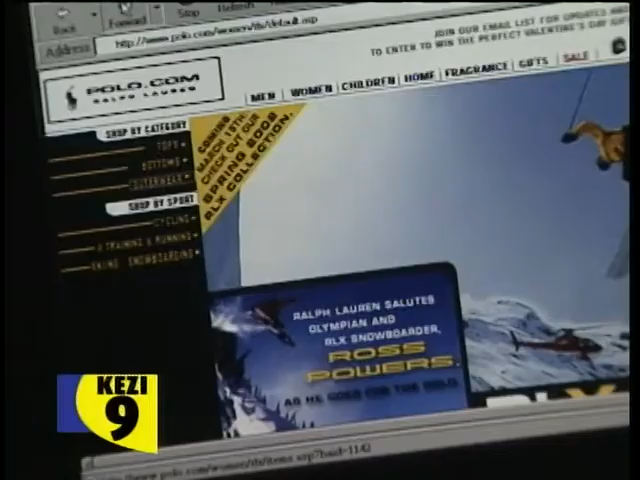 Back
Forward
Stop
Refresh
Address
http://www.polo.com/women/rlx/default.asp
JOIN OUR EMAIL LIST FOR UPDATES AND
TO ENTER TO WIN THE PERFECT VALENTINE'S DAY
POLO.COM
RALPH LAUREN
MEN WOMEN CHILDREN HOME FRAGRANCE GIFTS SALE
SHOP BY CATEGORY
TOPS
BOTTOMS
OUTERWEAR
SHOP BY SPORT
CYCLING
TRAINING & RUNNING
SKIING SNOWBOARDING
COMING
MARCH 15TH
CHECK OUT OUR
SPRING 2002
RLX COLLECTION.
RALPH LAUREN SALUTES
OLYMPIAN AND
RLX SNOWBOARDER,
ROSS
POWERS.
AS HE GOES FOR THE GOLD.
KEZI
9